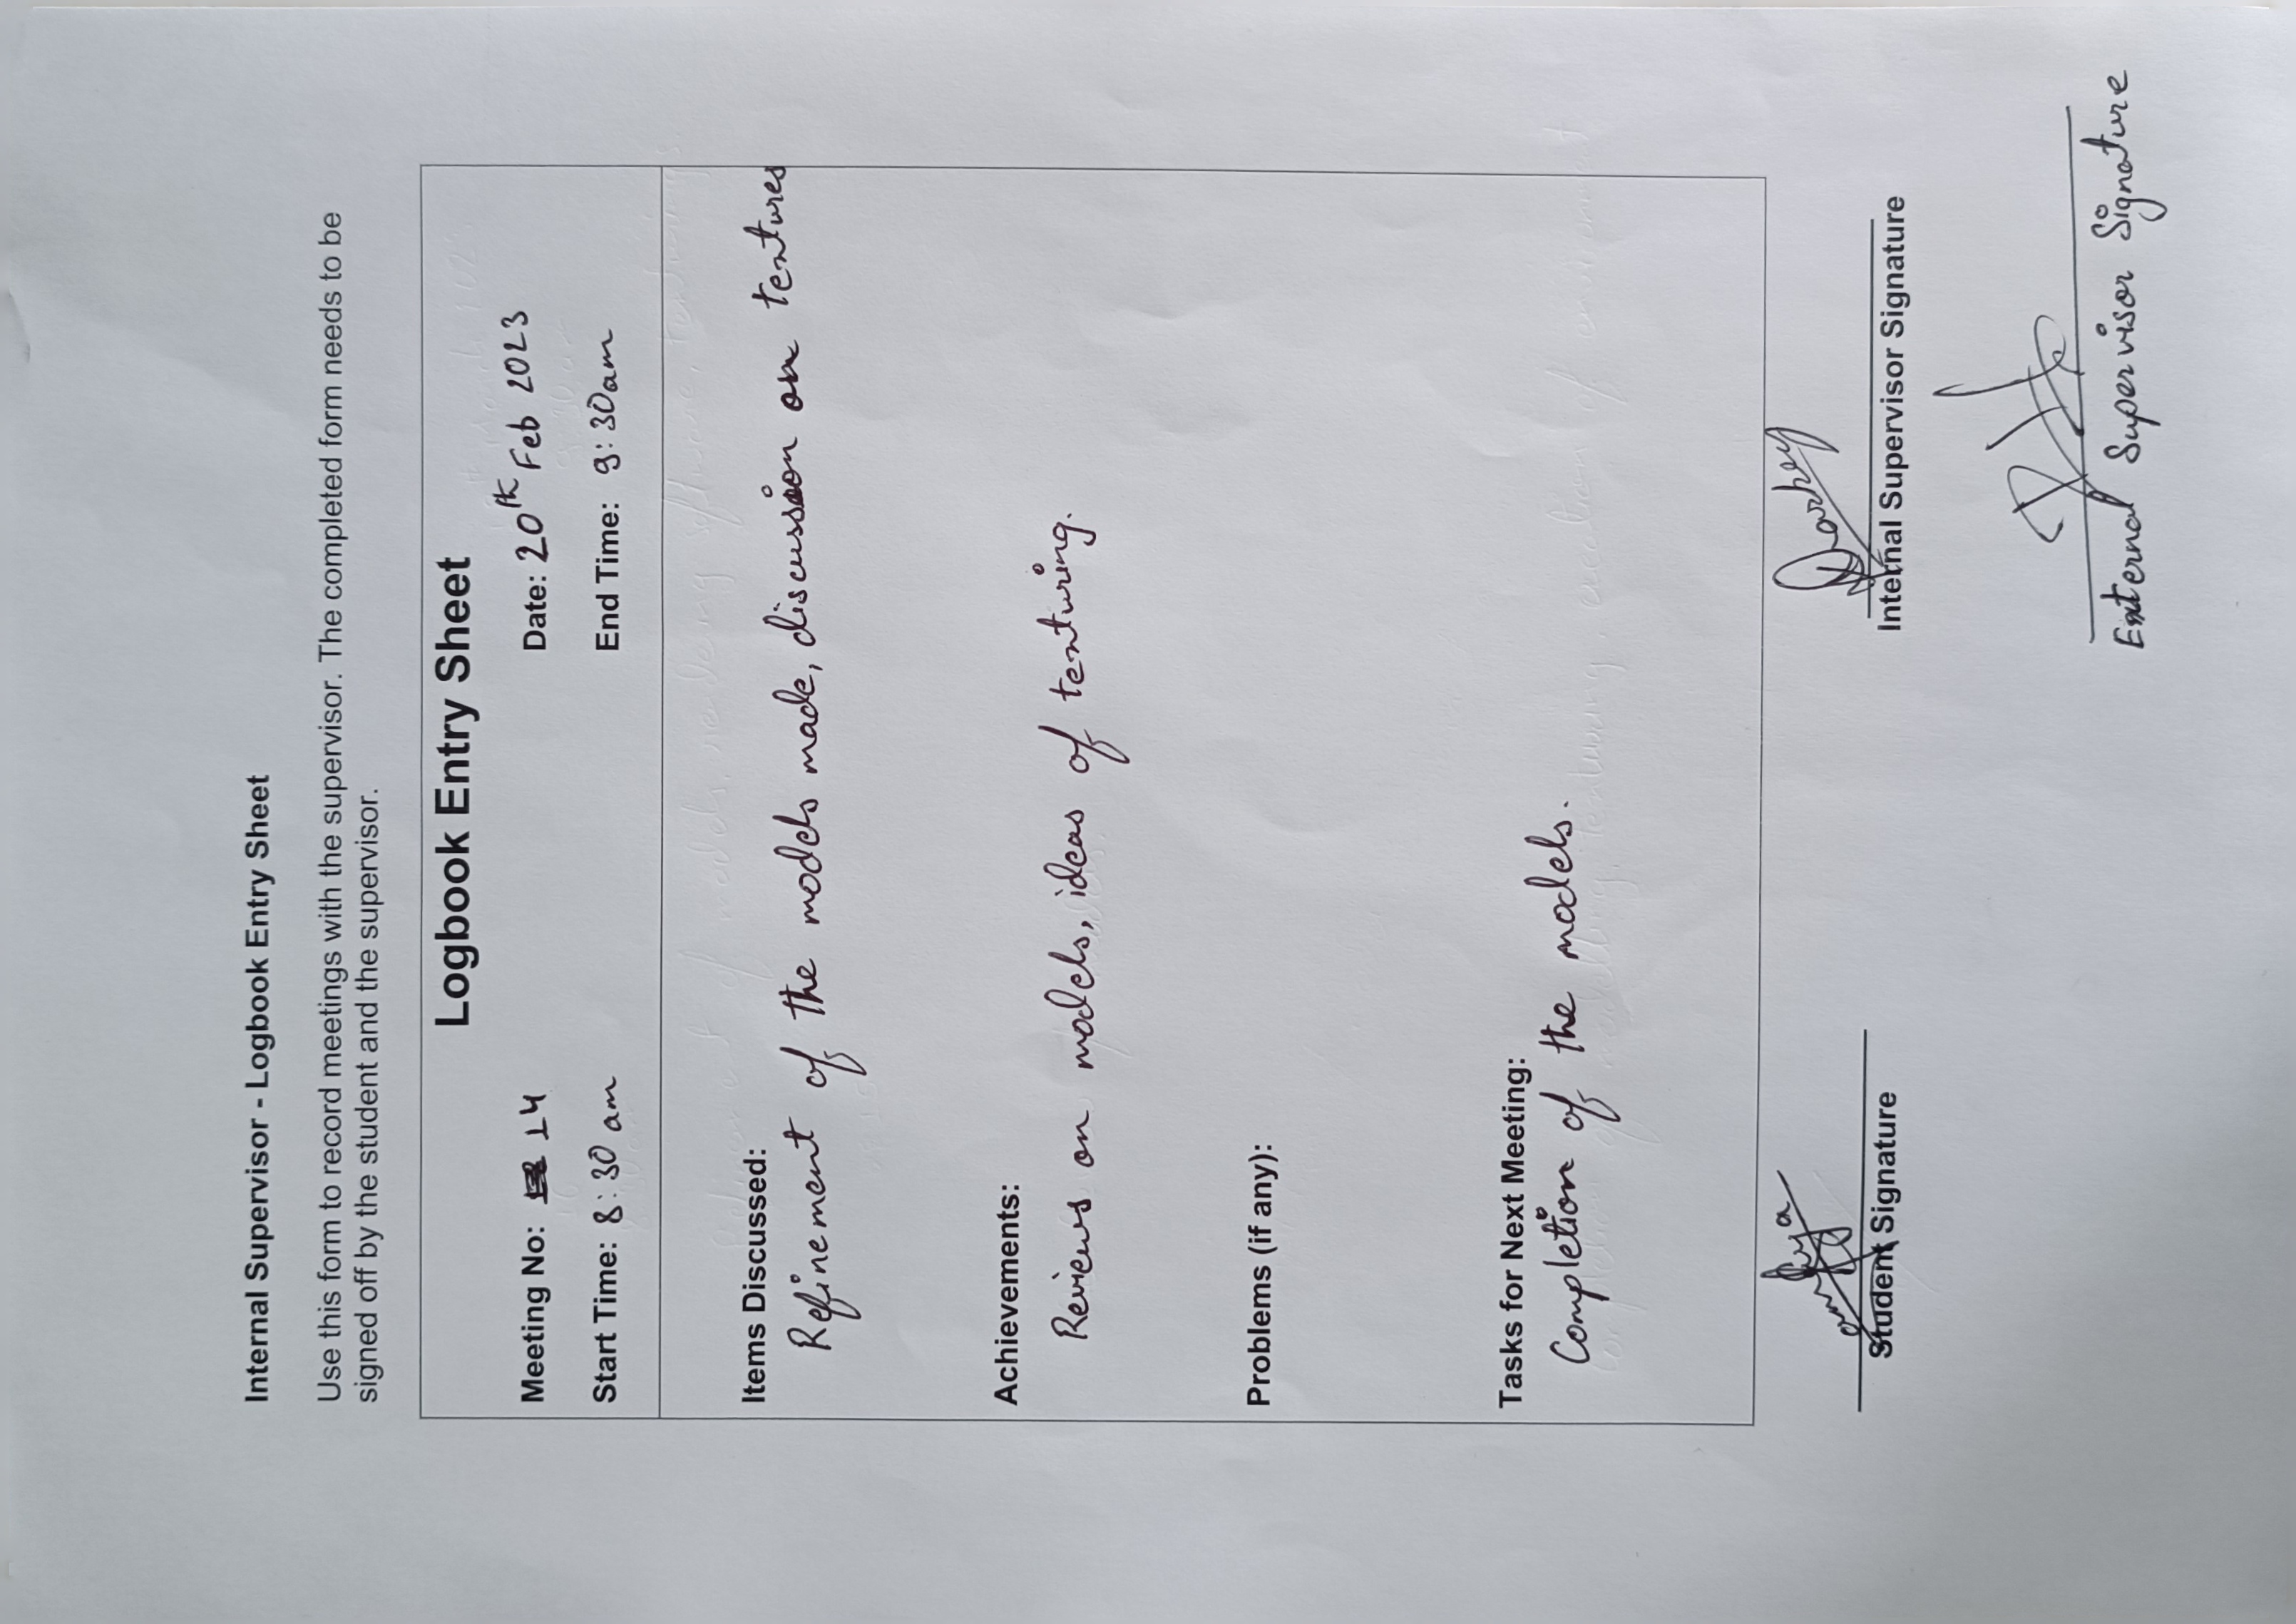 Internal Supervisor - Logbook Entry Sheet
Use this form to record meetings with the supervisor. The completed form needs to be
signed off by the student and the supervisor.
Logbook Entry Sheet
Meeting No: 14 Date: 20th Feb 2023
Start Time: 8:30 am End Time: 9:30am
Items Discussed:
Refinement of the models made, discussion on textures
Achievements:
Reviews on models, ideas of texturing.
Problems (if any):
Tasks for Next Meeting:
Completion of the models.
Student Signature Internal Supervisor Signature
External Supervisor Signature